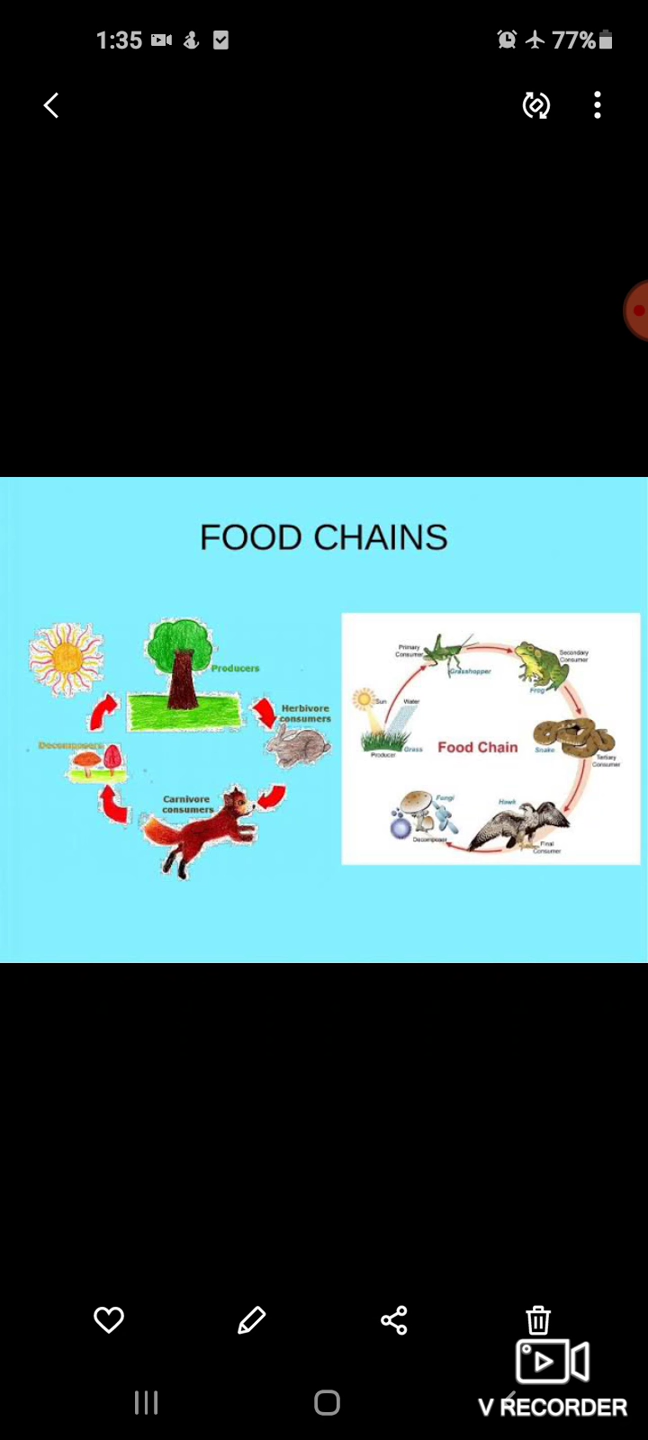 1:35
77%
FOOD CHAINS
Producers
Herbivore
consumers
Decomposers
Carnivore
consumers
Primary
Consumer
Grasshopper
Secondary
Consumer
Frog
Sun
Water
Producer
Grass
Food Chain
Snake
Tertiary
Consumer
Fungi
Decomposer
Hawk
Final
Consumer
V RECORDER